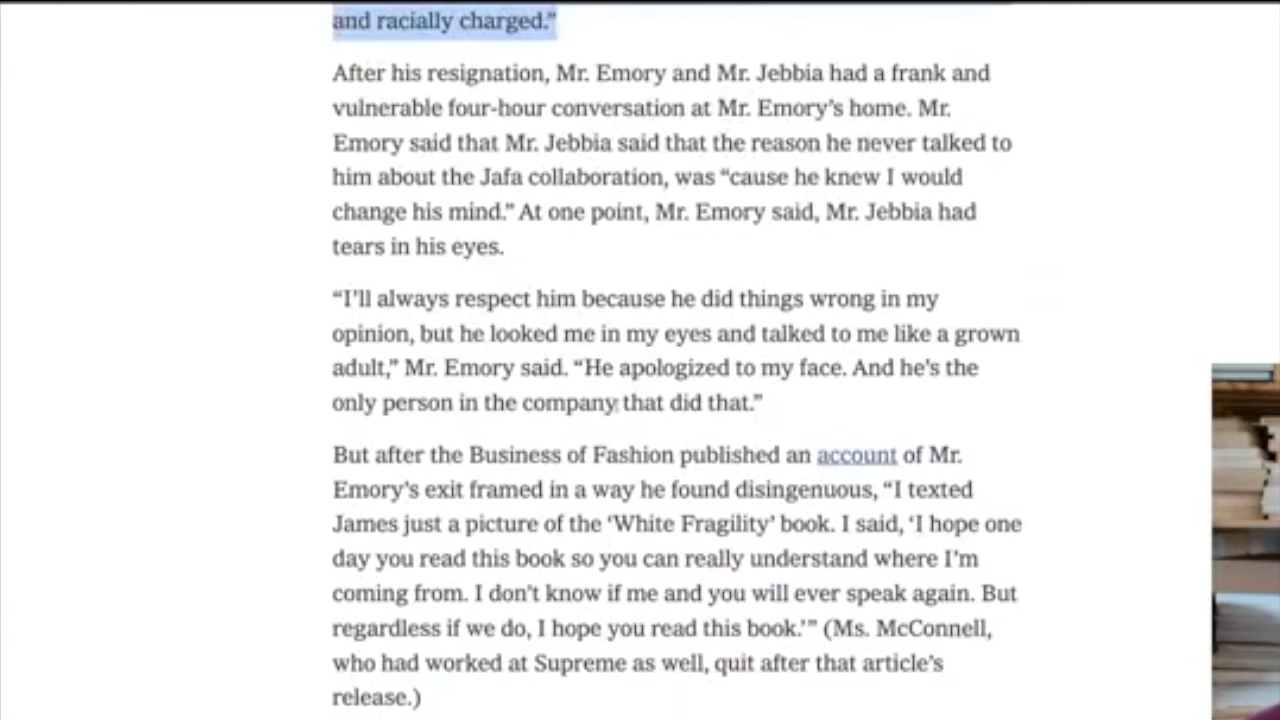 and racially charged.”
After his resignation, Mr. Emory and Mr. Jebbia had a frank and
vulnerable four-hour conversation at Mr. Emory’s home. Mr.
Emory said that Mr. Jebbia said that the reason he never talked to
him about the Jafa collaboration, was “cause he knew I would
change his mind.” At one point, Mr. Emory said, Mr. Jebbia had
tears in his eyes.
“I’ll always respect him because he did things wrong in my
opinion, but he looked me in my eyes and talked to me like a grown
adult,” Mr. Emory said. “He apologized to my face. And he’s the
only person in the company that did that.”
But after the Business of Fashion published an account of Mr.
Emory’s exit framed in a way he found disingenuous, “I texted
James just a picture of the ‘White Fragility’ book. I said, ‘I hope one
day you read this book so you can really understand where I’m
coming from. I don’t know if me and you will ever speak again. But
regardless if we do, I hope you read this book.’” (Ms. McConnell,
who had worked at Supreme as well, quit after that article’s
release.)